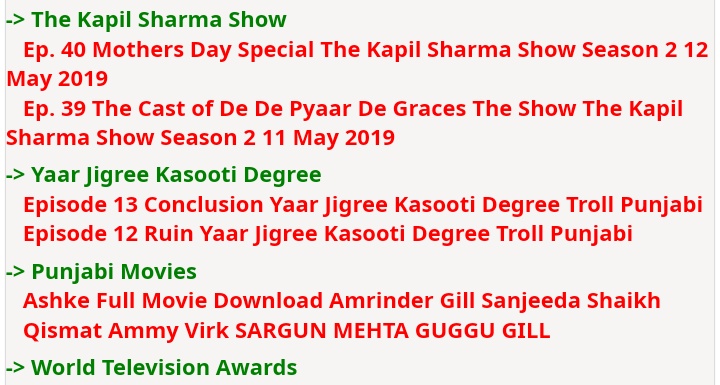 -> The Kapil Sharma Show
Ep. 40 Mothers Day Special The Kapil Sharma Show Season 2 12
May 2019
Ep. 39 The Cast of De De Pyaar De Graces The Show The Kapil
Sharma Show Season 2 11 May 2019
-> Yaar Jigree Kasooti Degree
Episode 13 Conclusion Yaar Jigree Kasooti Degree Troll Punjabi
Episode 12 Ruin Yaar Jigree Kasooti Degree Troll Punjabi
-> Punjabi Movies
Ashke Full Movie Download Amrinder Gill Sanjeeda Shaikh
Qismat Ammy Virk SARGUN MEHTA GUGGU GILL
-> World Television Awards